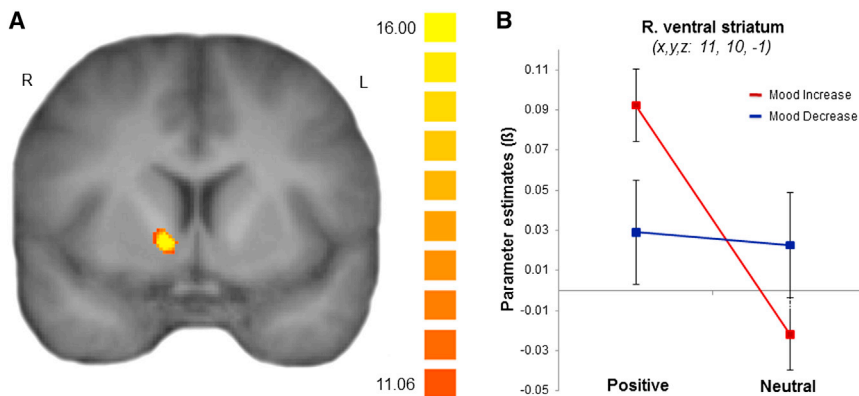 A
R
L
16.00
11.06
B
R. ventral striatum
(x,y,z: 11, 10, -1)
Mood Increase
Mood Decrease
Parameter estimates (ß)
0.11
0.09
0.07
0.05
0.03
0.01
-0.01
-0.03
-0.05
Positive
Neutral